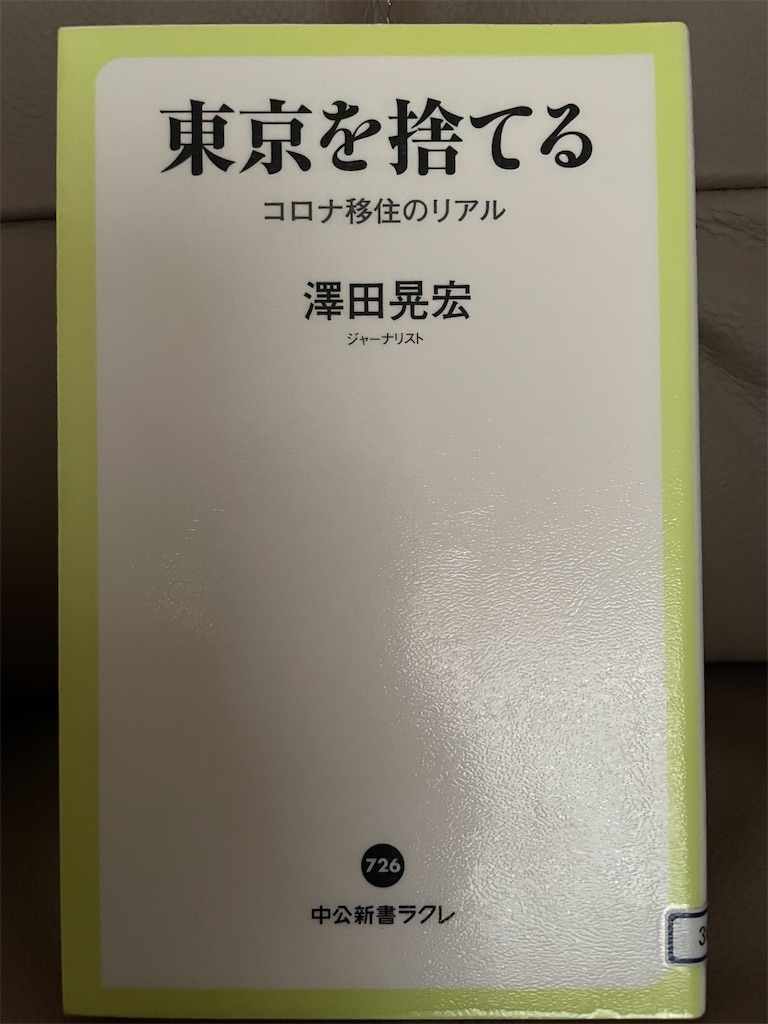 東京を捨てる
コロナ移住のリアル
澤田晃宏
ジャーナリスト
726
中公新書ラクレ